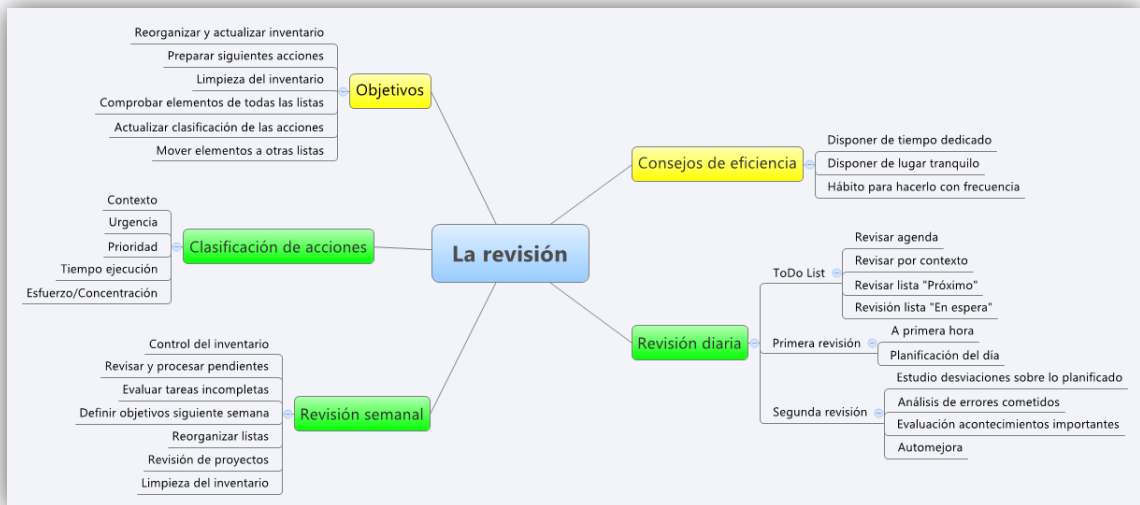 La revisión
Objetivos
Reorganizar y actualizar inventario
Preparar siguientes acciones
Limpieza del inventario
Comprobar elementos de todas las listas
Actualizar clasificación de las acciones
Mover elementos a otras listas
Clasificación de acciones
Contexto
Urgencia
Prioridad
Tiempo ejecución
Esfuerzo/Concentración
Revisión semanal
Control del inventario
Revisar y procesar pendientes
Evaluar tareas incompletas
Definir objetivos siguiente semana
Reorganizar listas
Revisión de proyectos
Limpieza del inventario
Consejos de eficiencia
Disponer de tiempo dedicado
Disponer de lugar tranquilo
Hábito para hacerlo con frecuencia
Revisión diaria
ToDo List
Revisar agenda
Revisar por contexto
Revisar lista "Próximo"
Revisión lista "En espera"
Primera revisión
A primera hora
Planificación del día
Segunda revisión
Estudio desviaciones sobre lo planificado
Análisis de errores cometidos
Evaluación acontecimientos importantes
Automejora